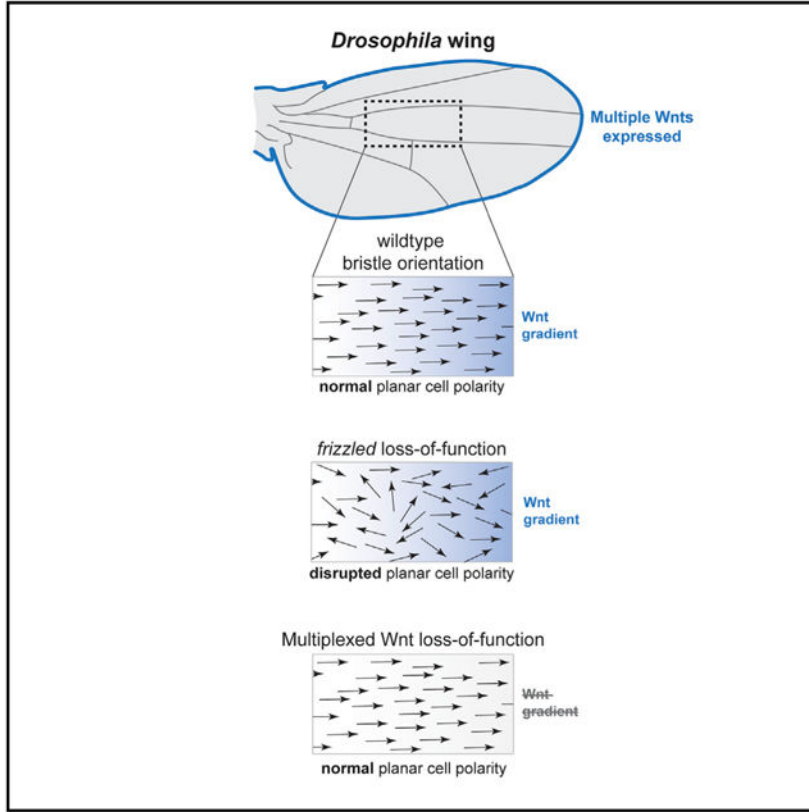 Drosophila wing
Multiple Wnts
expressed
wildtype
bristle orientation
Wnt
gradient
normal planar cell polarity
frizzled loss-of-function
Wnt
gradient
disrupted planar cell polarity
Multiplexed Wnt loss-of-function
Wnt
gradient
normal planar cell polarity